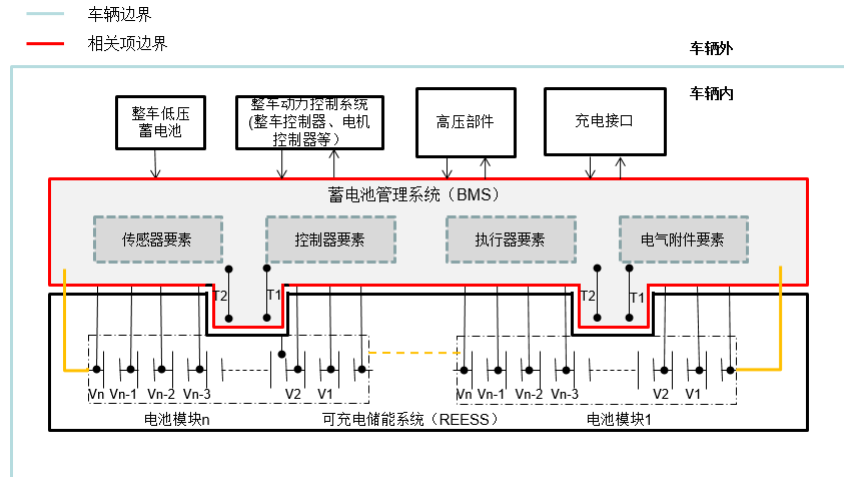 车辆边界
相关项边界
车辆外
车辆内
整车低压
蓄电池
整车动力控制系统
(整车控制器、电机
控制器等）
高压部件
充电接口
蓄电池管理系统（BMS）
传感器要素
控制器要素
执行器要素
电气附件要素
T2
T1
T2
T1
Vn
Vn-1
Vn-2
Vn-3
V2
V1
Vn
Vn-1
Vn-2
Vn-3
V2
V1
电池模块n
可充电储能系统（REESS）
电池模块1